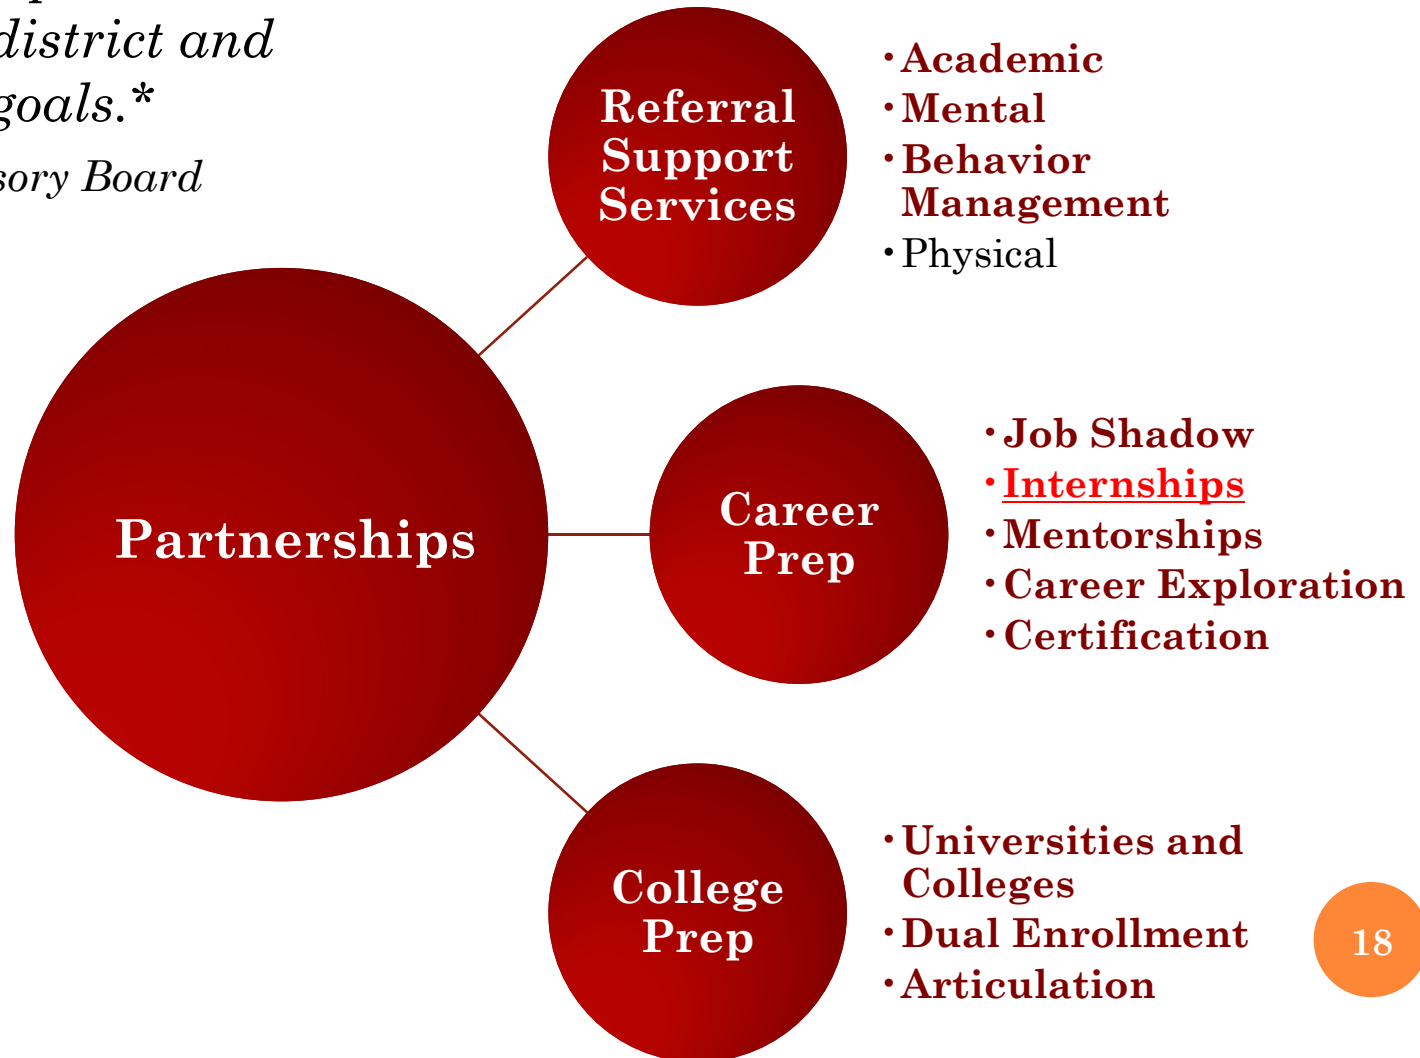 district and
goals.*
Board
Referral
Support
Services
• Academic
• Mental
• Behavior
Management
• Physical
Partnerships
Career
Prep
• Job Shadow
• Internships
• Mentorships
• Career Exploration
• Certification
College
Prep
• Universities and
Colleges
• Dual Enrollment
• Articulation
18